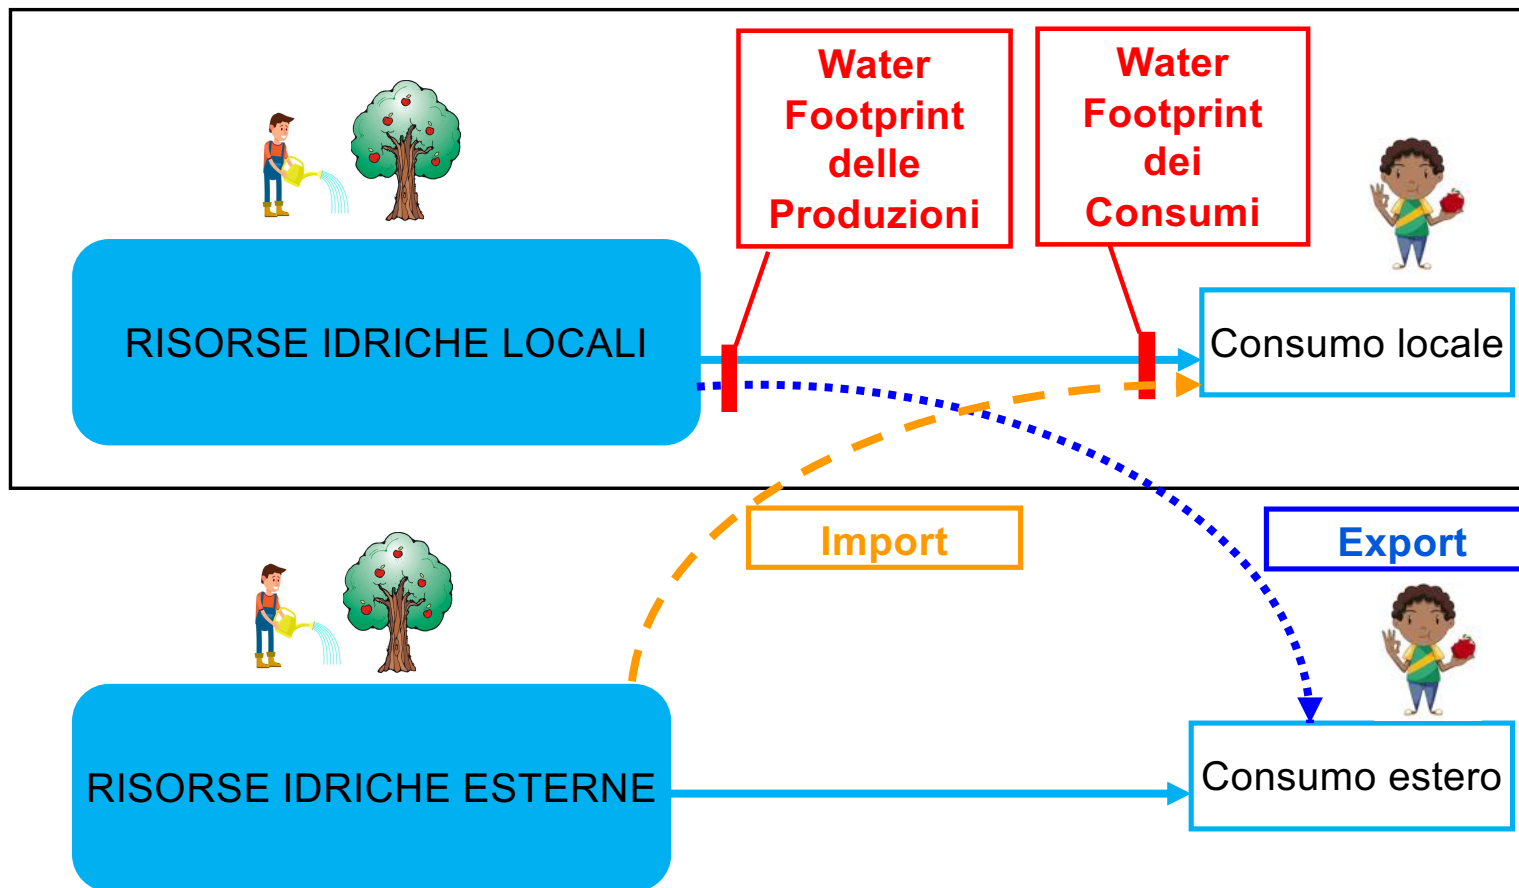 Water
Footprint
delle
Produzioni
Water
Footprint
dei
Consumi
RISORSE IDRICHE LOCALI
Consumo locale
Import
Export
RISORSE IDRICHE ESTERNE
Consumo estero